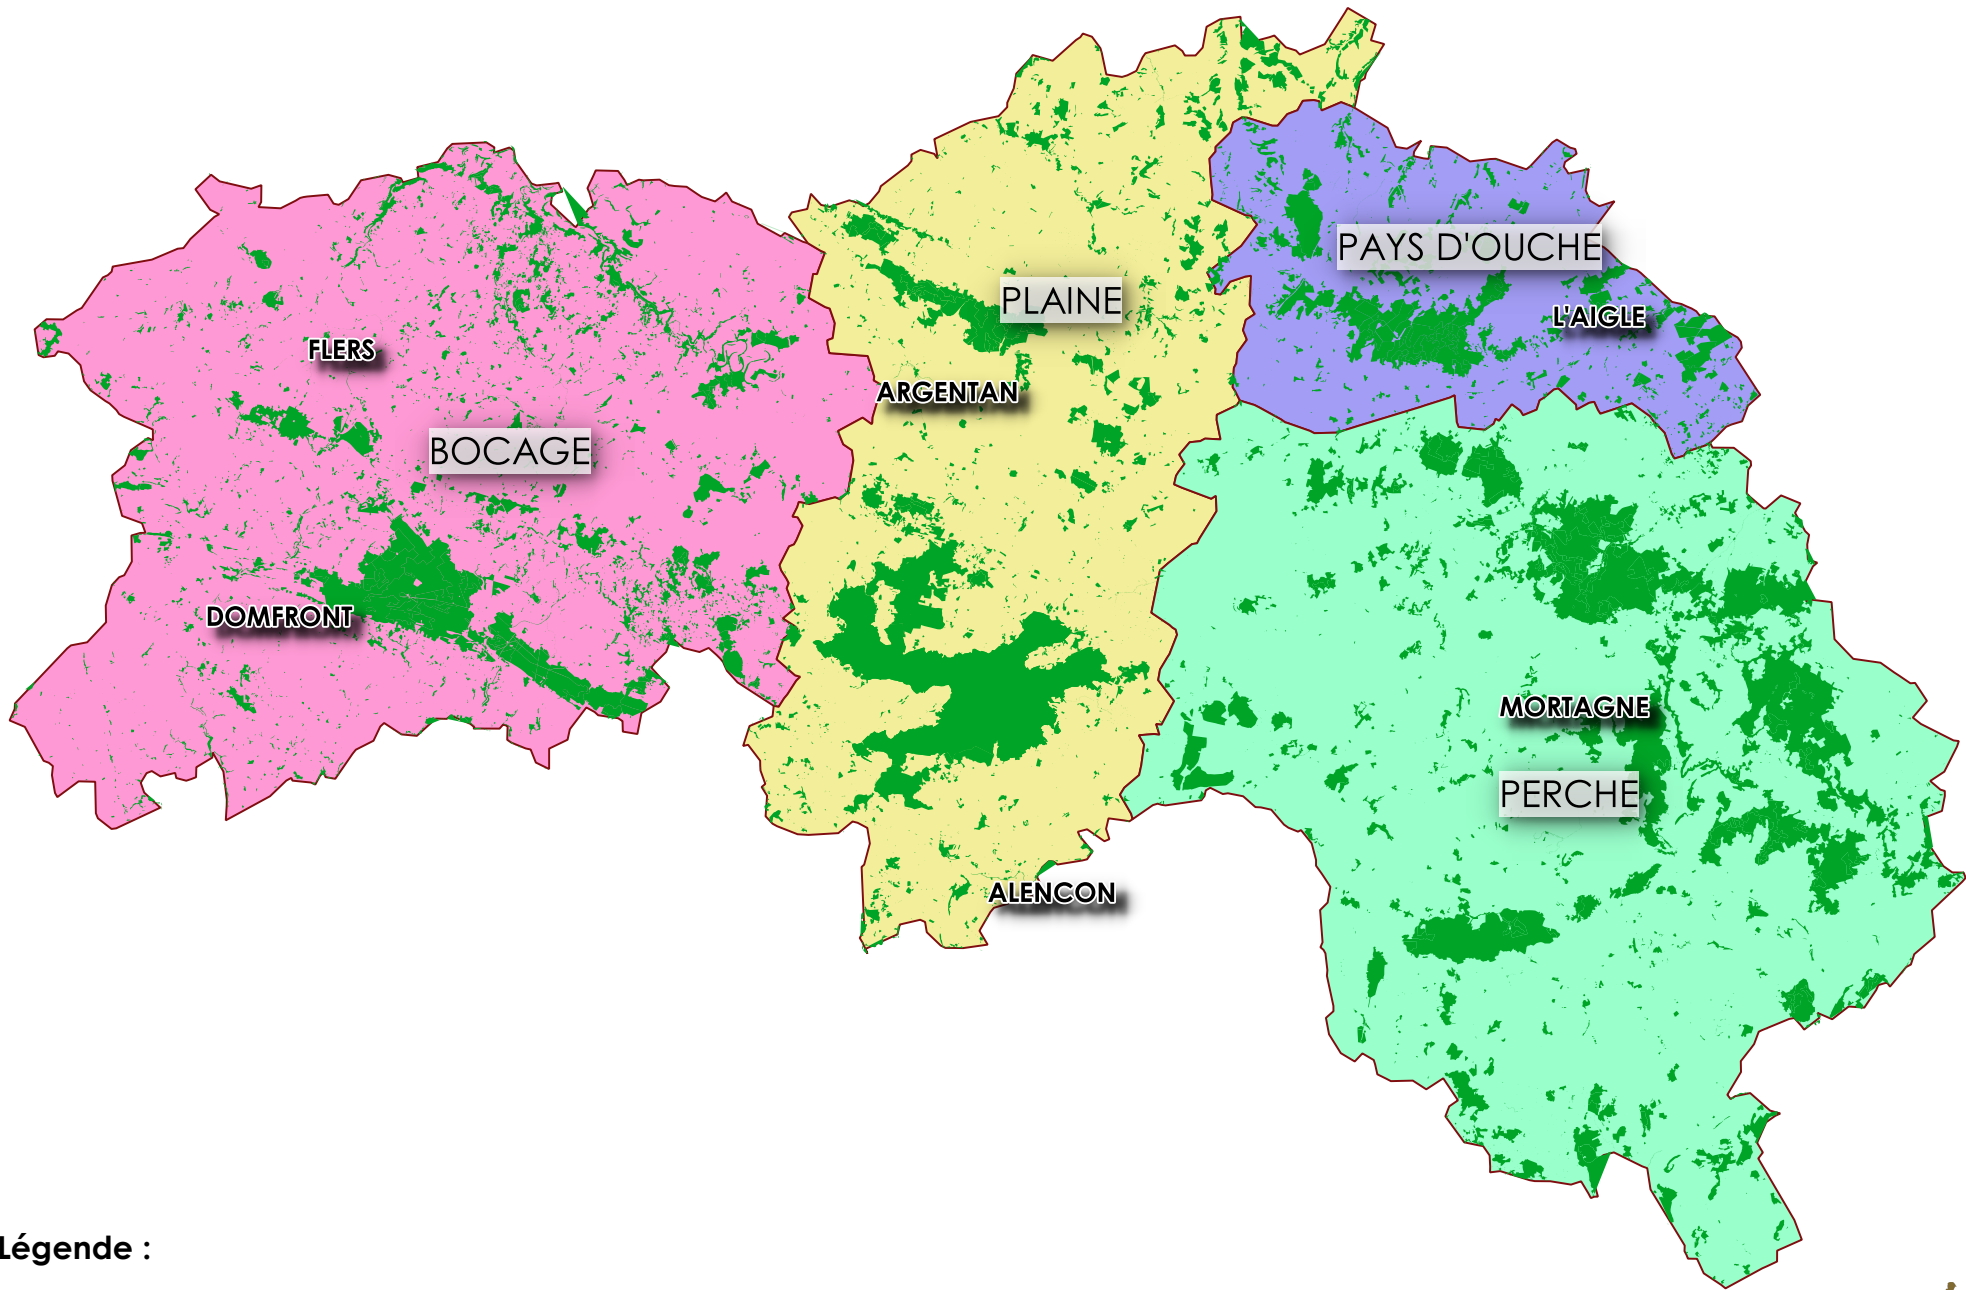 PAYS D'OUCHE
PLAINE
L'AIGLE
FLERS
ARGENTAN
BOCAGE
DOMFRONT
MORTAGNE
PERCHE
ALENCON
Légende :